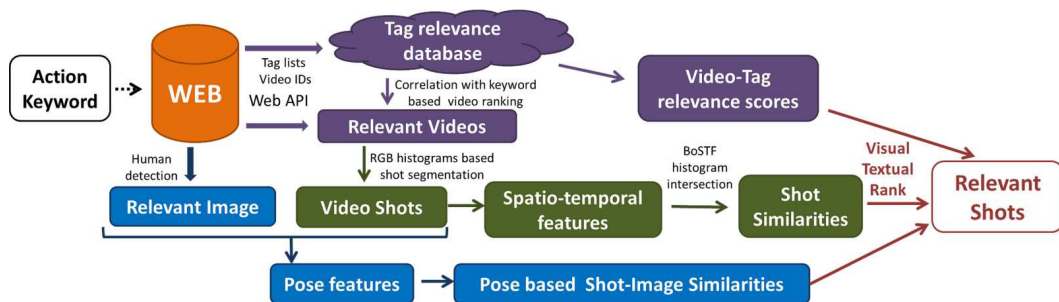 Action
Keyword
WEB
Tag lists
Video IDs
Web API
Tag relevance
database
Correlation with keyword
based video ranking
Relevant Videos
Video-Tag
relevance scores
Human
detection
RGB histograms based
shot segmentation
BoSTF
histogram
intersection
Visual
Textual
Rank
Relevant Image
Video Shots
Spatio-temporal
features
Shot
Similarities
Relevant
Shots
Pose features
Pose based Shot-Image Similarities